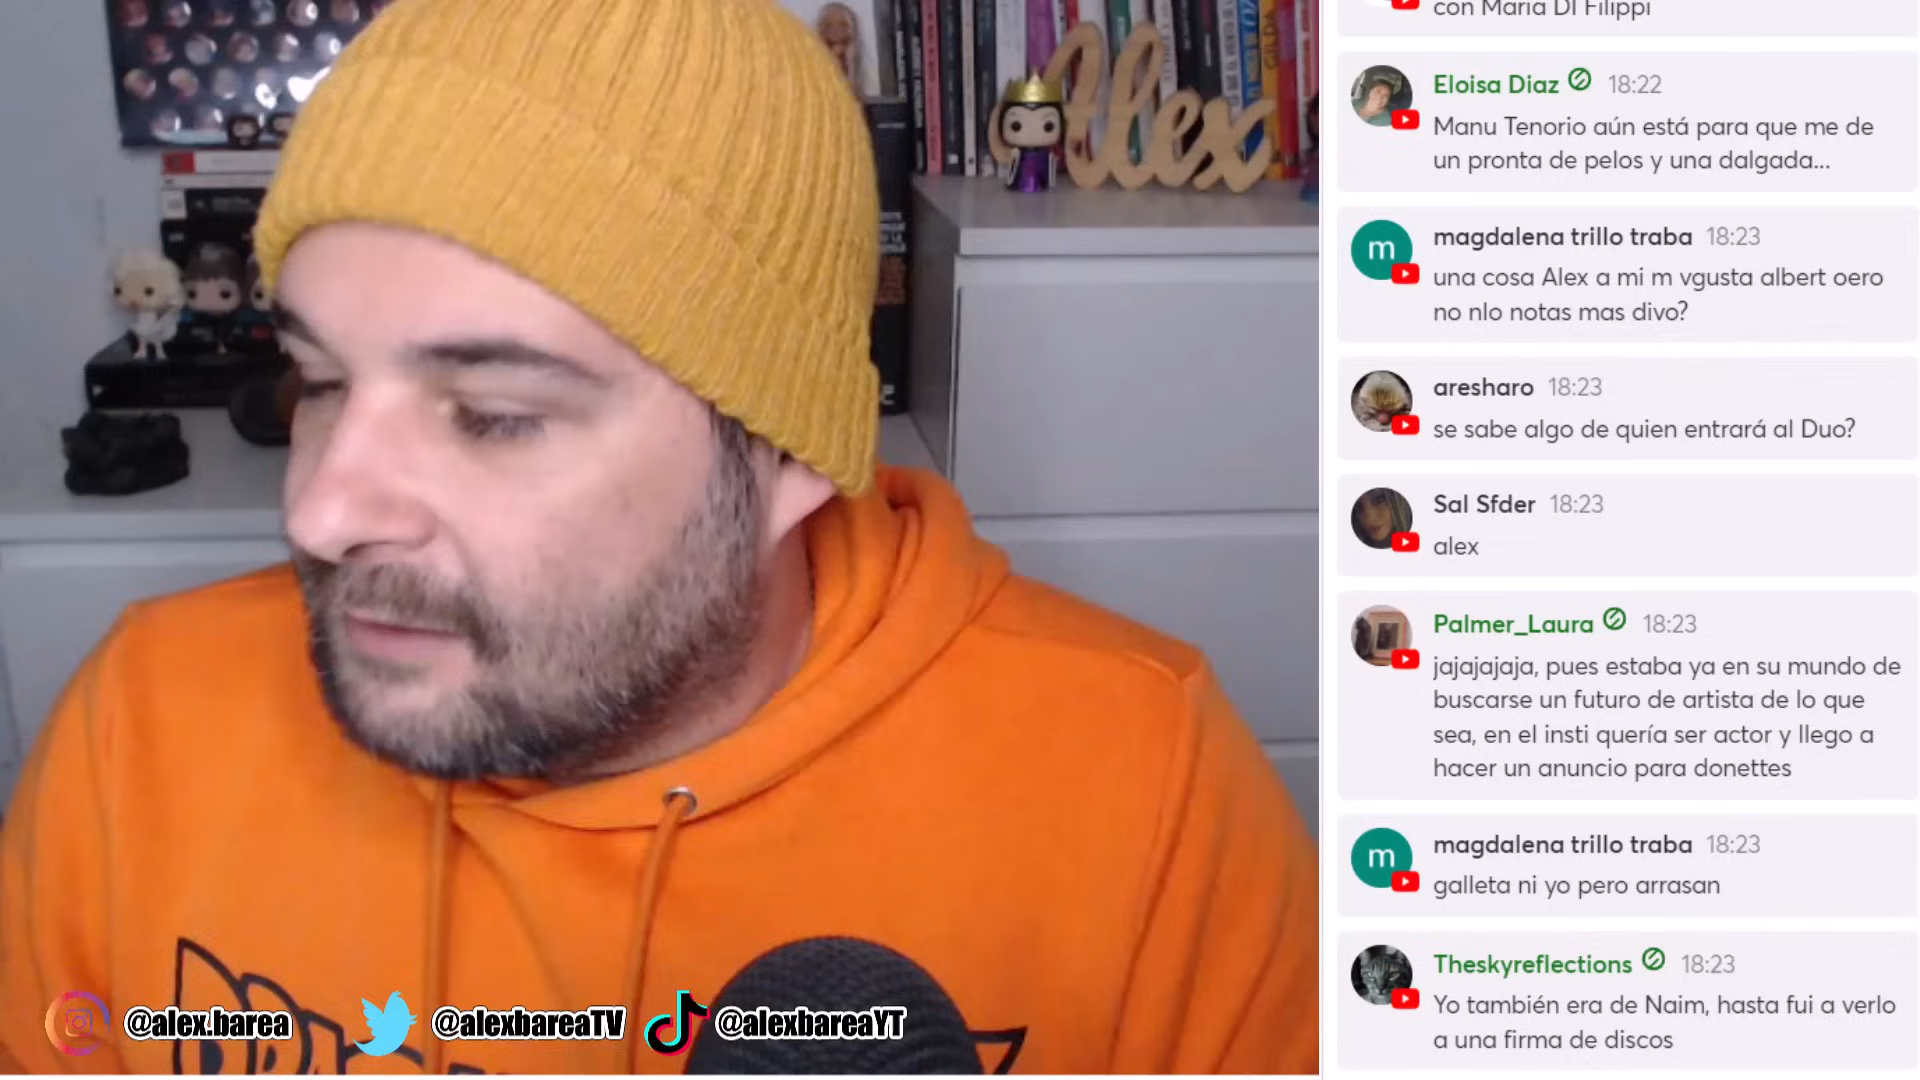 con Maria DI Filippi
Eloisa Diaz 18:22
Manu Tenorio aún está para que me de
un pronta de pelos y una dalgada...
m
magdalena trillo traba 18:23
una cosa Alex a mi m vgusta albert oero
no nlo notas mas divo?
aresharo 18:23
se sabe algo de quien entrará al Duo?
Sal Sfder 18:23
alex
Palmer_Laura 18:23
jajajajaja, pues estaba ya en su mundo de
buscarse un futuro de artista de lo que
sea, en el insti quería ser actor y llego a
hacer un anuncio para donettes
m
magdalena trillo traba 18:23
galleta ni yo pero arrasan
Theskyreflections 18:23
Yo también era de Naim, hasta fui a verlo
a una firma de discos
Alex
GILDA
@alex.barea
@alexbareaTV
@alexbareaYT